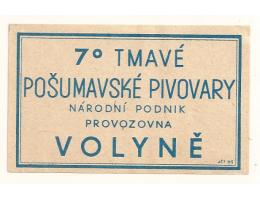 7° TMAVÉ
POŠUMAVSKÉ PIVOVARY
NÁRODNÍ PODNIK
PROVOZOVNA
VOLYNĚ